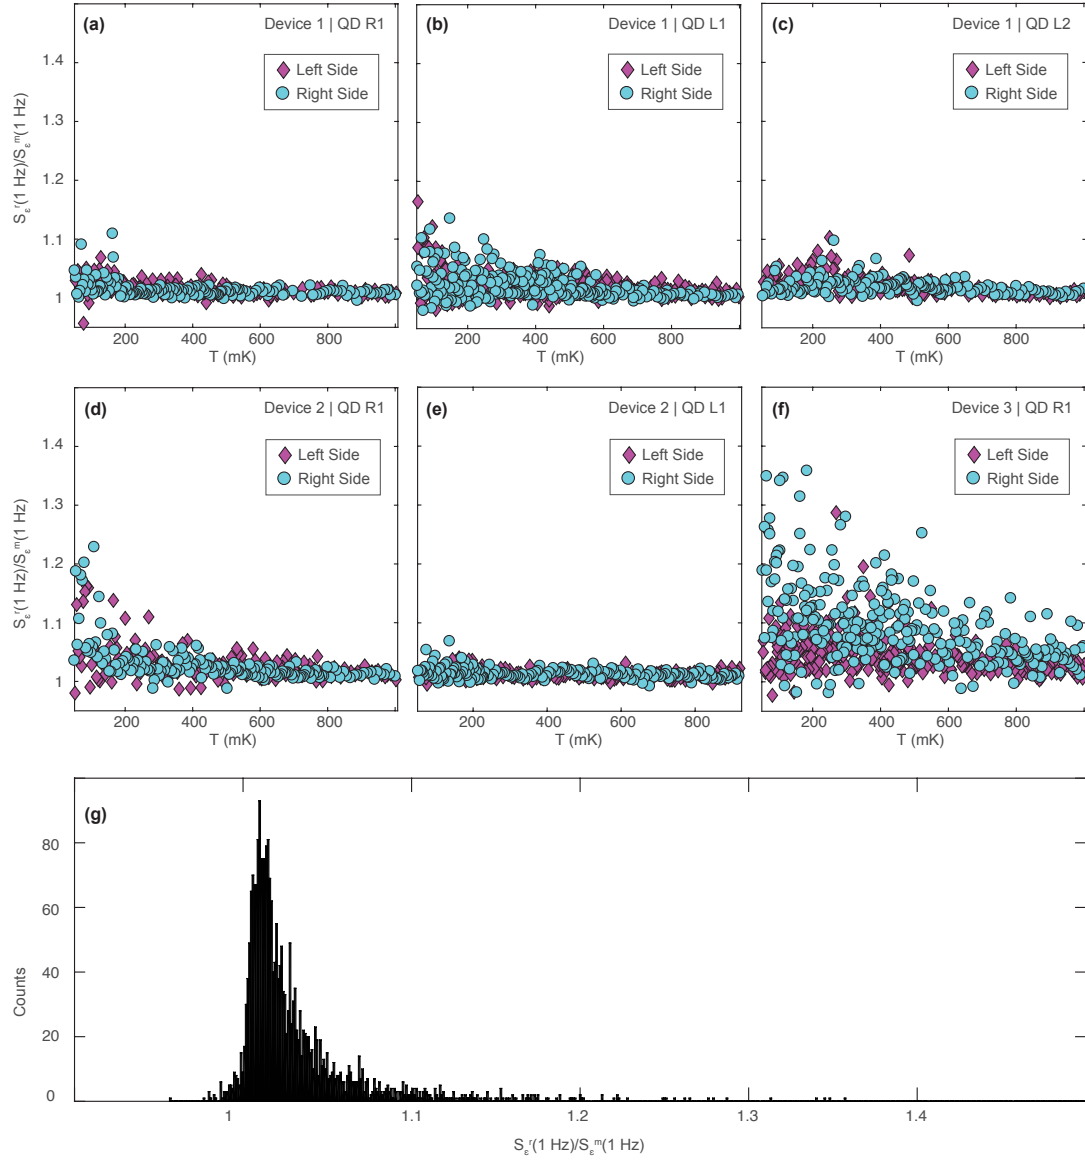 (a) Device 1 | QD R1
Left Side
Right Side
1.4
1.3
1.2
1.1
1
S_ε^r(1 Hz)/S_ε^m(1 Hz)
200 400 600 800
T (mK)
(b) Device 1 | QD L1
Left Side
Right Side
200 400 600 800
T (mK)
(c) Device 1 | QD L2
Left Side
Right Side
200 400 600 800
T (mK)
(d) Device 2 | QD R1
Left Side
Right Side
1.4
1.3
1.2
1.1
1
S_ε^r(1 Hz)/S_ε^m(1 Hz)
200 400 600 800
T (mK)
(e) Device 2 | QD L1
Left Side
Right Side
200 400 600 800
T (mK)
(f) Device 3 | QD R1
Left Side
Right Side
200 400 600 800
T (mK)
(g)
80
60
40
20
0
Counts
1 1.1 1.2 1.3 1.4
S_ε^r(1 Hz)/S_ε^m(1 Hz)